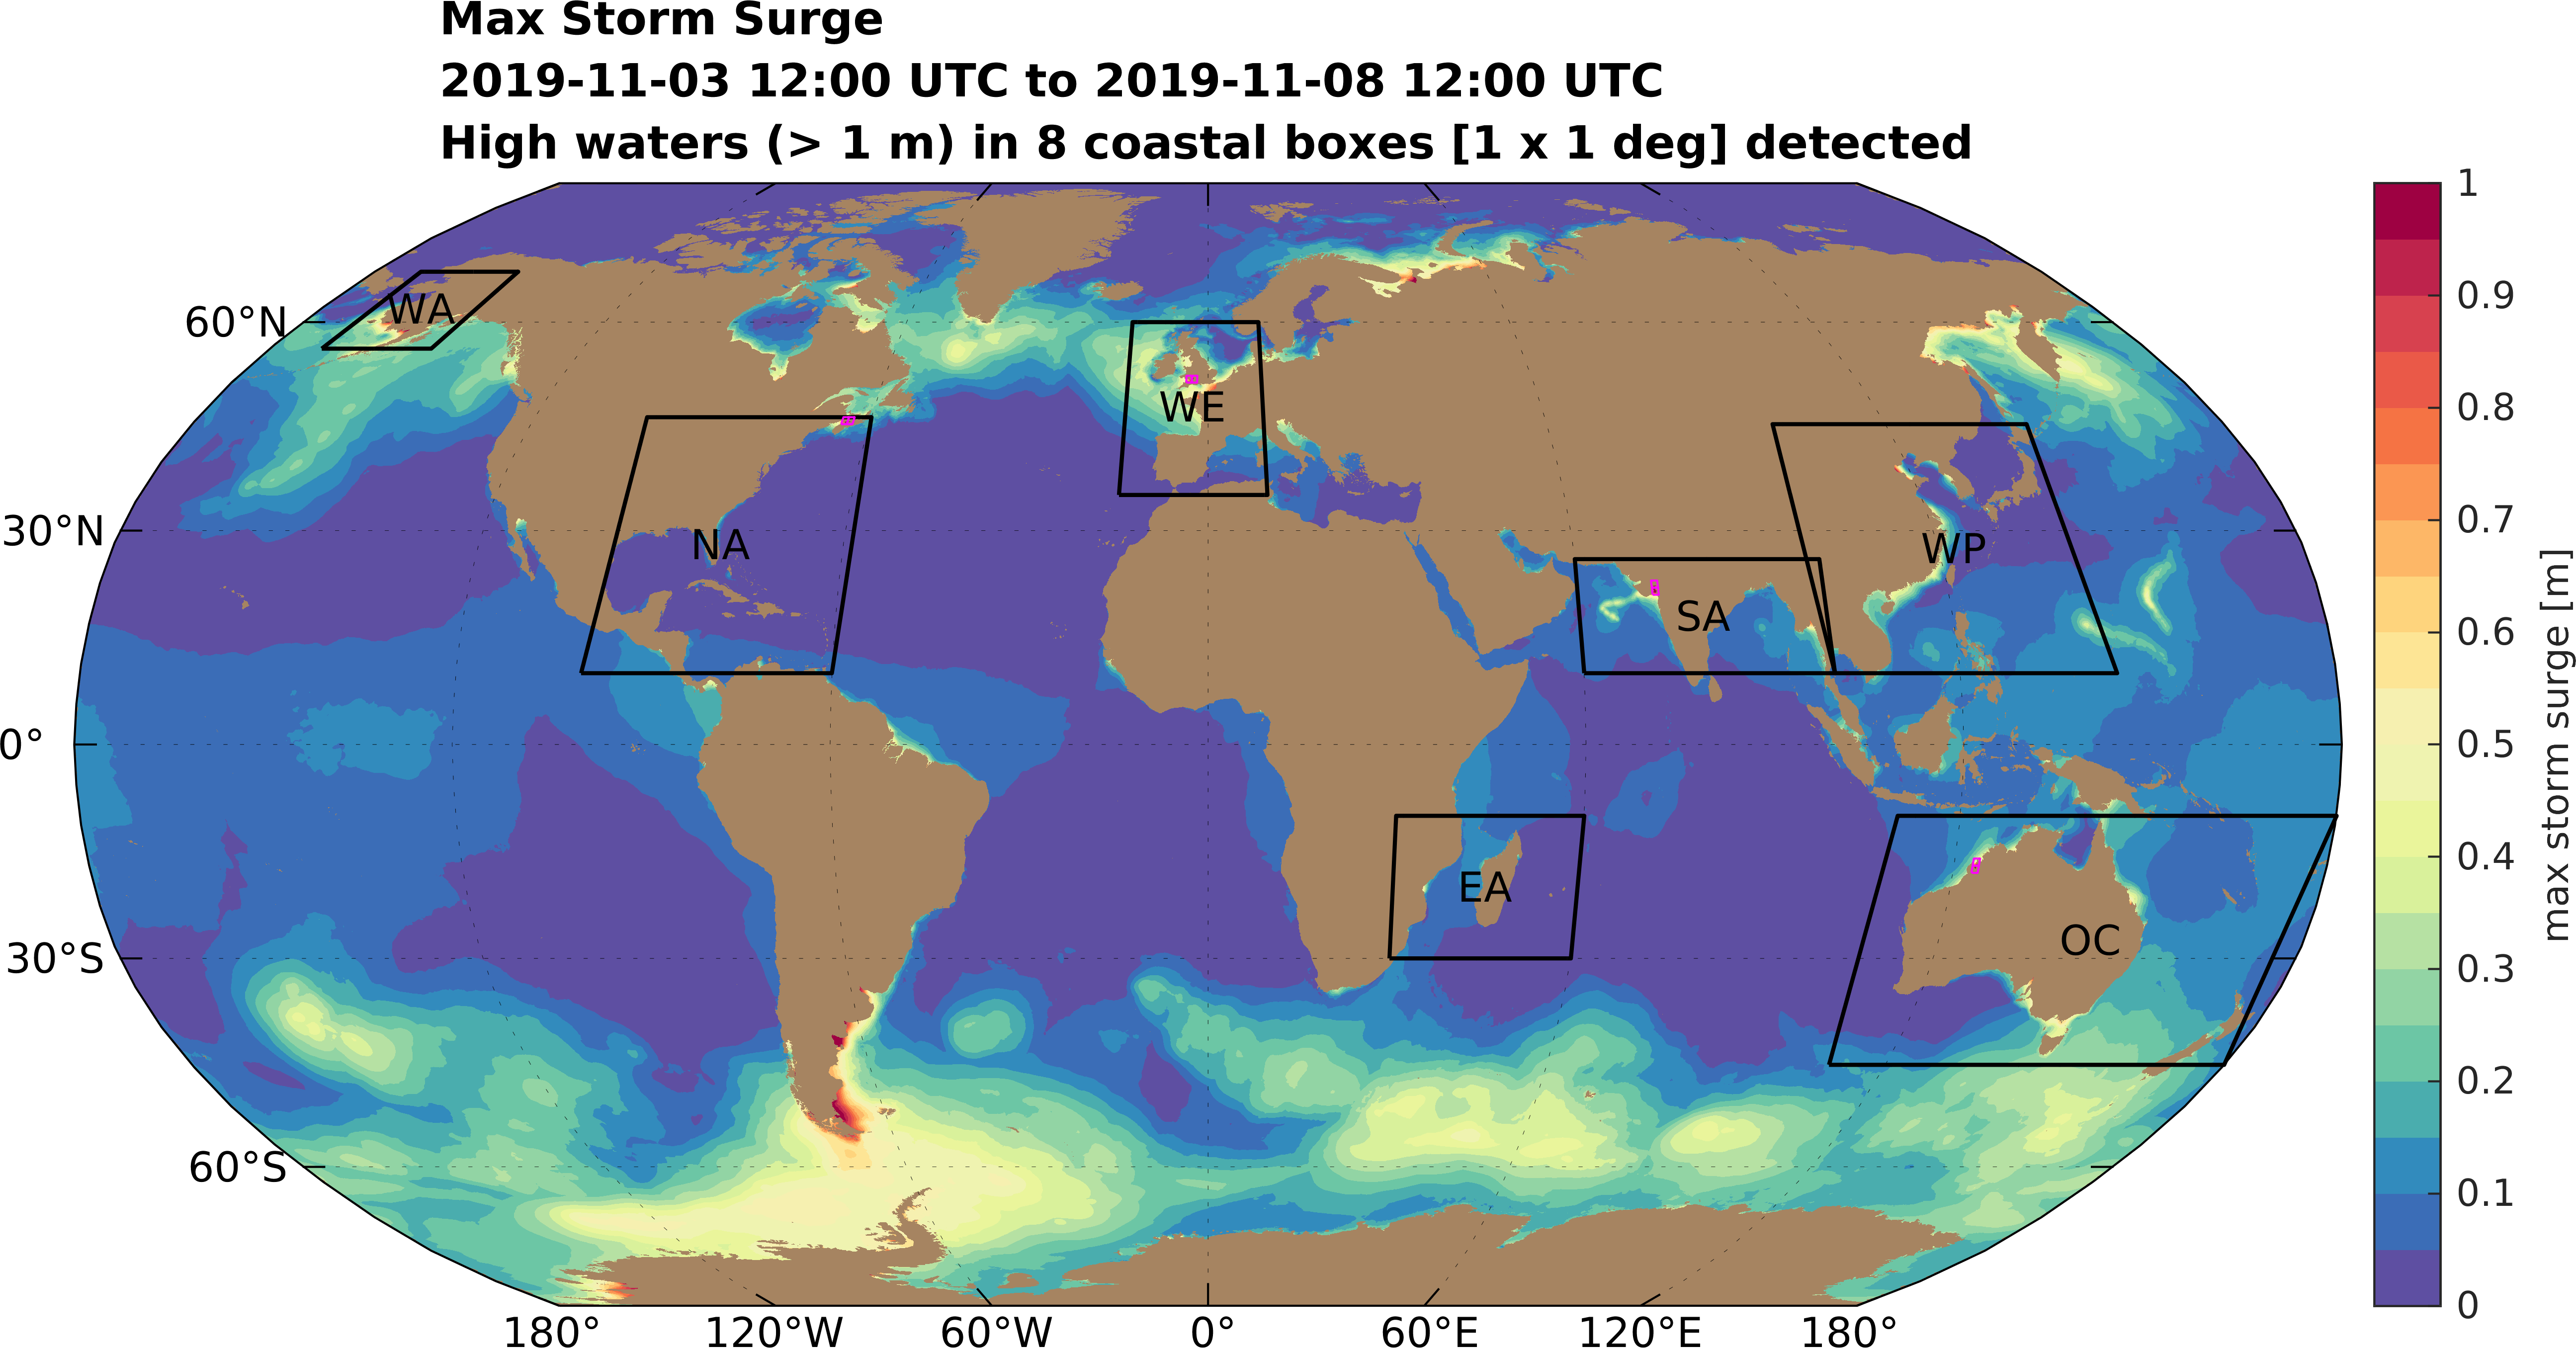 Max Storm Surge
2019-11-03 12:00 UTC to 2019-11-08 12:00 UTC
High waters (> 1 m) in 8 coastal boxes [1 x 1 deg] detected
WA
WE
NA
WP
SA
EA
OC
60°N
30°N
0°
30°S
60°S
180°
120°W
60°W
0°
60°E
120°E
180°
1
0.9
0.8
0.7
0.6
0.5
0.4
0.3
0.2
0.1
0
max storm surge [m]